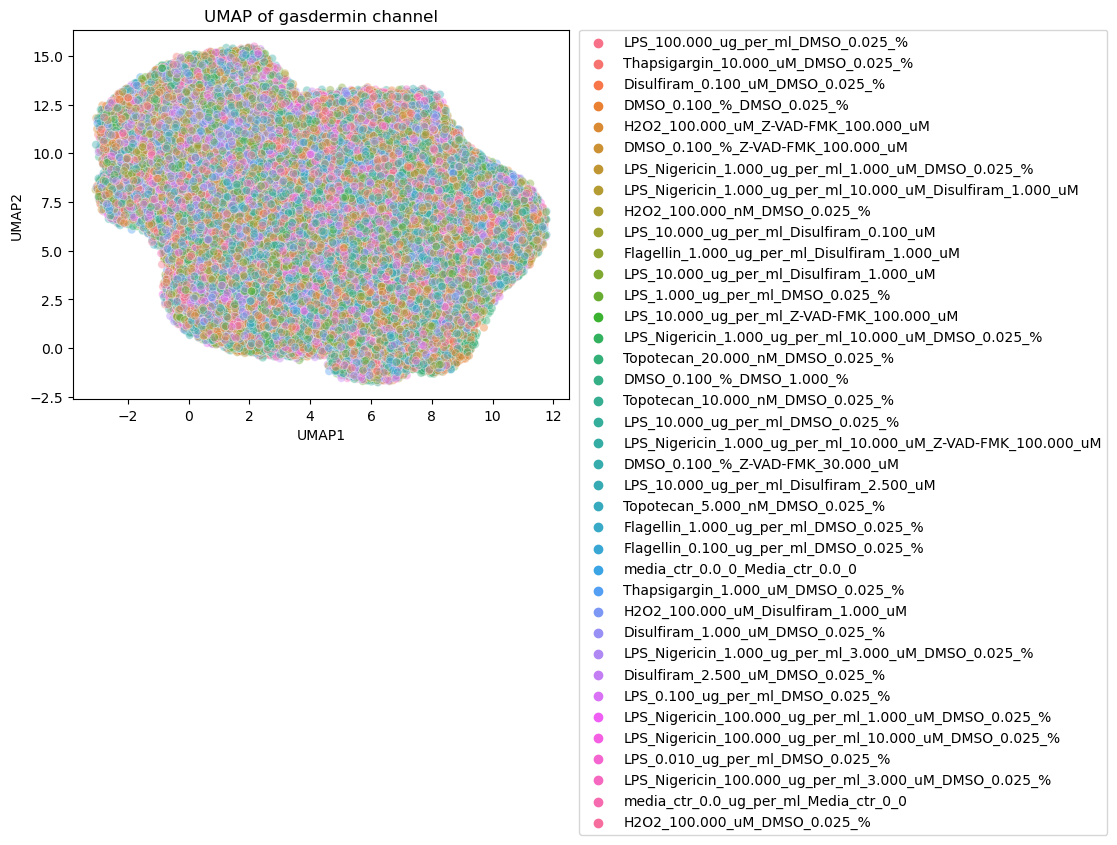 UMAP of gasdermin channel
15.0
12.5
10.0
7.5
5.0
2.5
0.0
−2.5
UMAP2
−2
0
2
4
6
8
10
12
UMAP1
LPS_100.000_ug_per_ml_DMSO_0.025_%
Thapsigargin_10.000_uM_DMSO_0.025_%
Disulfiram_0.100_uM_DMSO_0.025_%
DMSO_0.100_%_DMSO_0.025_%
H2O2_100.000_uM_Z-VAD-FMK_100.000_uM
DMSO_0.100_%_Z-VAD-FMK_100.000_uM
LPS_Nigericin_1.000_ug_per_ml_1.000_uM_DMSO_0.025_%
LPS_Nigericin_1.000_ug_per_ml_10.000_uM_Disulfiram_1.000_uM
H2O2_100.000_nM_DMSO_0.025_%
LPS_10.000_ug_per_ml_Disulfiram_0.100_uM
Flagellin_1.000_ug_per_ml_Disulfiram_1.000_uM
LPS_10.000_ug_per_ml_Disulfiram_1.000_uM
LPS_1.000_ug_per_ml_DMSO_0.025_%
LPS_10.000_ug_per_ml_Z-VAD-FMK_100.000_uM
LPS_Nigericin_1.000_ug_per_ml_10.000_uM_DMSO_0.025_%
Topotecan_20.000_nM_DMSO_0.025_%
DMSO_0.100_%_DMSO_1.000_%
Topotecan_10.000_nM_DMSO_0.025_%
LPS_10.000_ug_per_ml_DMSO_0.025_%
LPS_Nigericin_1.000_ug_per_ml_10.000_uM_Z-VAD-FMK_100.000_uM
DMSO_0.100_%_Z-VAD-FMK_30.000_uM
LPS_10.000_ug_per_ml_Disulfiram_2.500_uM
Topotecan_5.000_nM_DMSO_0.025_%
Flagellin_1.000_ug_per_ml_DMSO_0.025_%
Flagellin_0.100_ug_per_ml_DMSO_0.025_%
media_ctr_0.0_0_Media_ctr_0.0_0
Thapsigargin_1.000_uM_DMSO_0.025_%
H2O2_100.000_uM_Disulfiram_1.000_uM
Disulfiram_1.000_uM_DMSO_0.025_%
LPS_Nigericin_1.000_ug_per_ml_3.000_uM_DMSO_0.025_%
Disulfiram_2.500_uM_DMSO_0.025_%
LPS_0.100_ug_per_ml_DMSO_0.025_%
LPS_Nigericin_100.000_ug_per_ml_1.000_uM_DMSO_0.025_%
LPS_Nigericin_100.000_ug_per_ml_10.000_uM_DMSO_0.025_%
LPS_0.010_ug_per_ml_DMSO_0.025_%
LPS_Nigericin_100.000_ug_per_ml_3.000_uM_DMSO_0.025_%
media_ctr_0.0_ug_per_ml_Media_ctr_0_0
H2O2_100.000_uM_DMSO_0.025_%